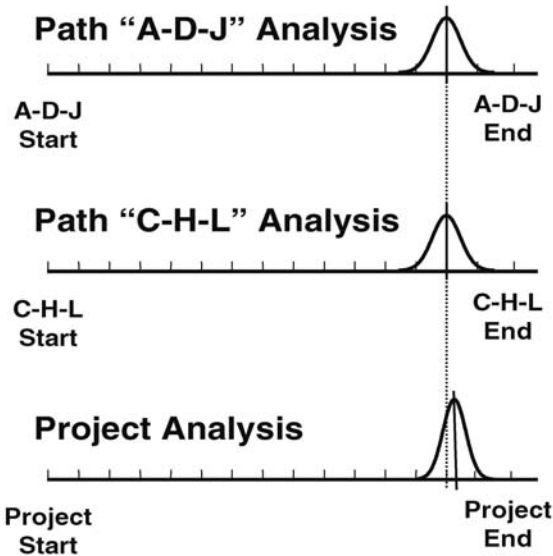 Path “A-D-J” Analysis
A-D-J
Start
A-D-J
End
Path “C-H-L” Analysis
C-H-L
Start
C-H-L
End
Project Analysis
Project
Start
Project
End